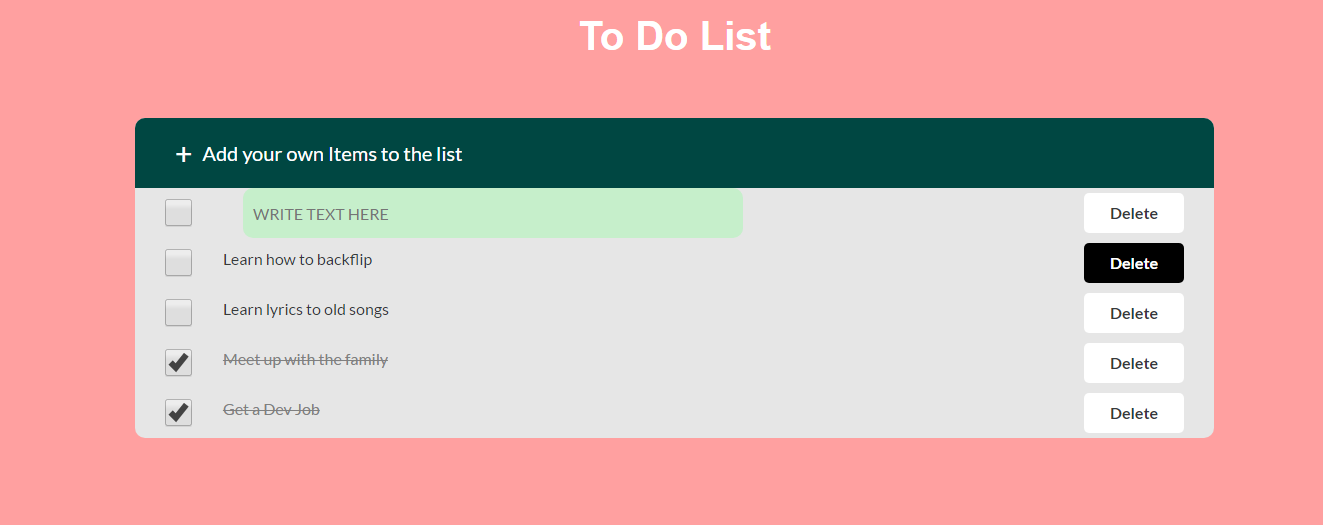 To Do List
+ Add your own Items to the list
WRITE TEXT HERE Delete
Learn how to backflip Delete
Learn lyrics to old songs Delete
Meet up with the family Delete
Get a Dev Job Delete